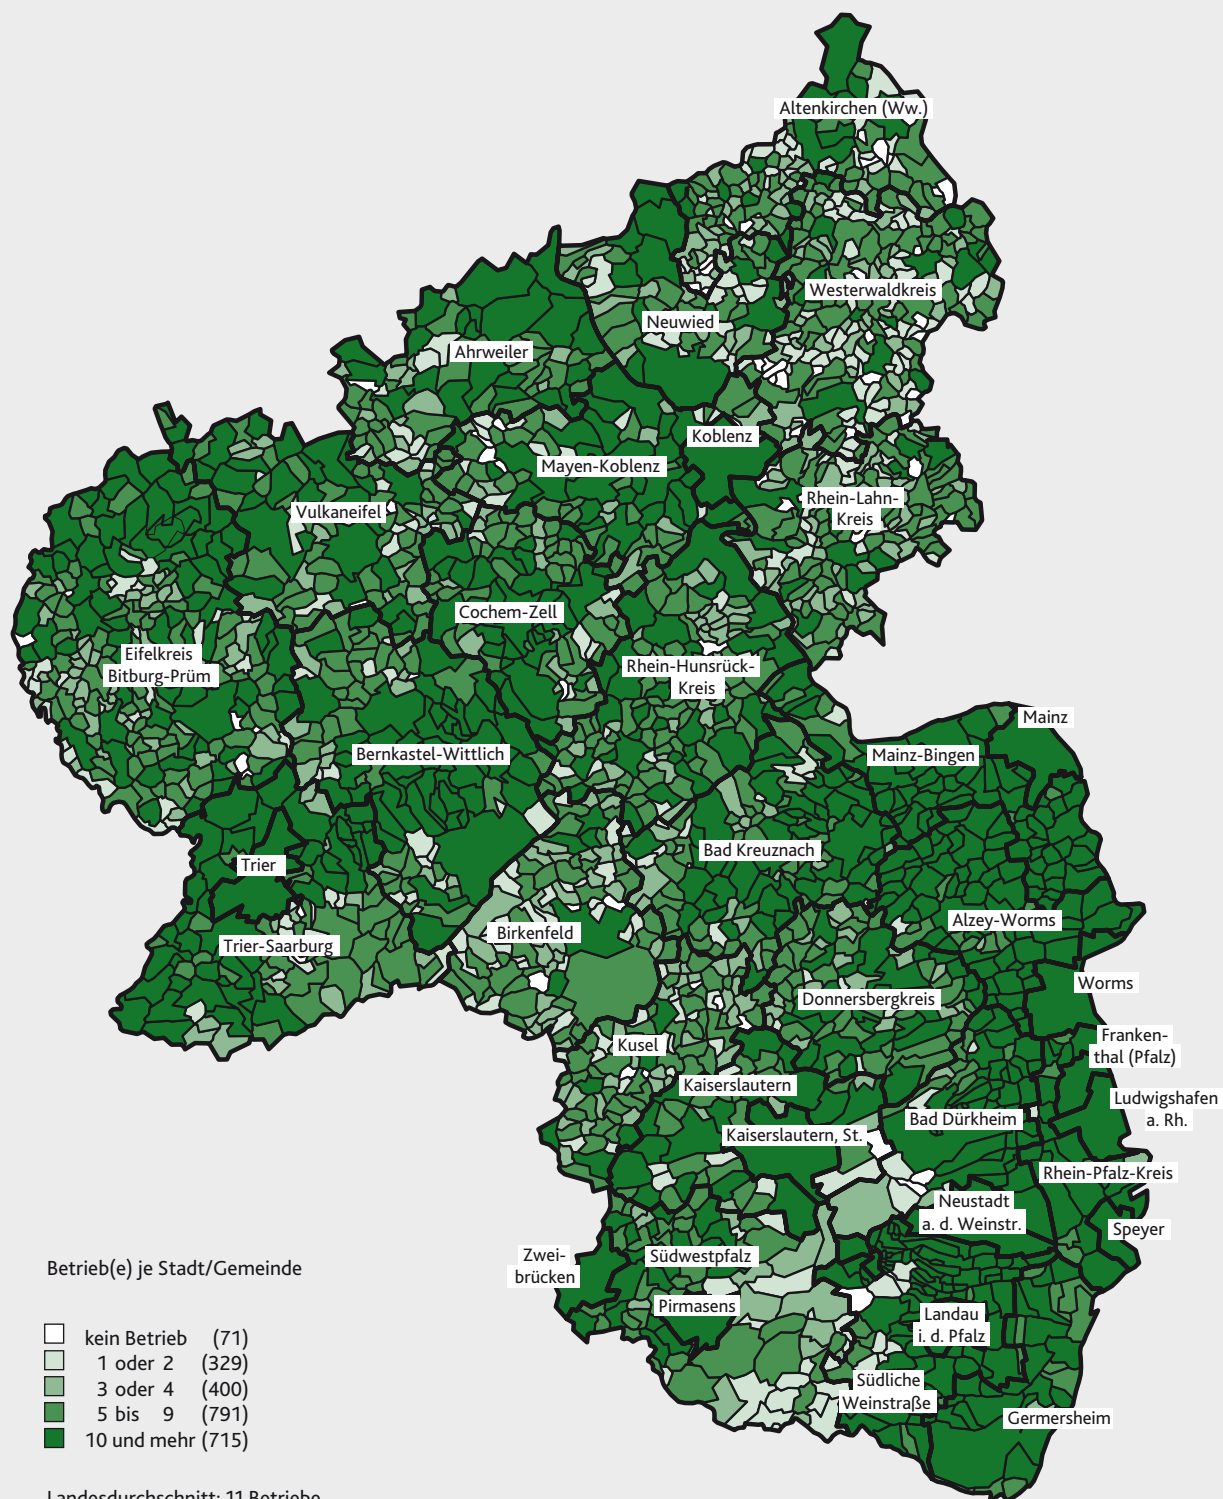 Altenkirchen (Ww.)
Westerwaldkreis
Neuwied
Ahrweiler
Koblenz
Mayen-Koblenz
Rhein-Lahn-
Kreis
Vulkaneifel
Cochem-Zell
Eifelkreis
Bitburg-Prüm
Rhein-Hunsrück-
Kreis
Mainz
Bernkastel-Wittlich
Mainz-Bingen
Bad Kreuznach
Trier
Alzey-Worms
Birkenfeld
Trier-Saarburg
Worms
Donnersbergkreis
Kusel
Franken-
thal (Pfalz)
Kaiserslautern
Ludwigshafen
a. Rh.
Bad Dürkheim
Kaiserslautern, St.
Rhein-Pfalz-Kreis
Neustadt
a. d. Weinstr.
Speyer
Zwei-
brücken
Südwestpfalz
Pirmasens
Landau
i. d. Pfalz
Südliche
Weinstraße
Germersheim
Betrieb(e) je Stadt/Gemeinde
kein Betrieb (71)
1 oder 2 (329)
3 oder 4 (400)
5 bis 9 (791)
10 und mehr (715)
Landesdurchschnitt: 11 Betriebe